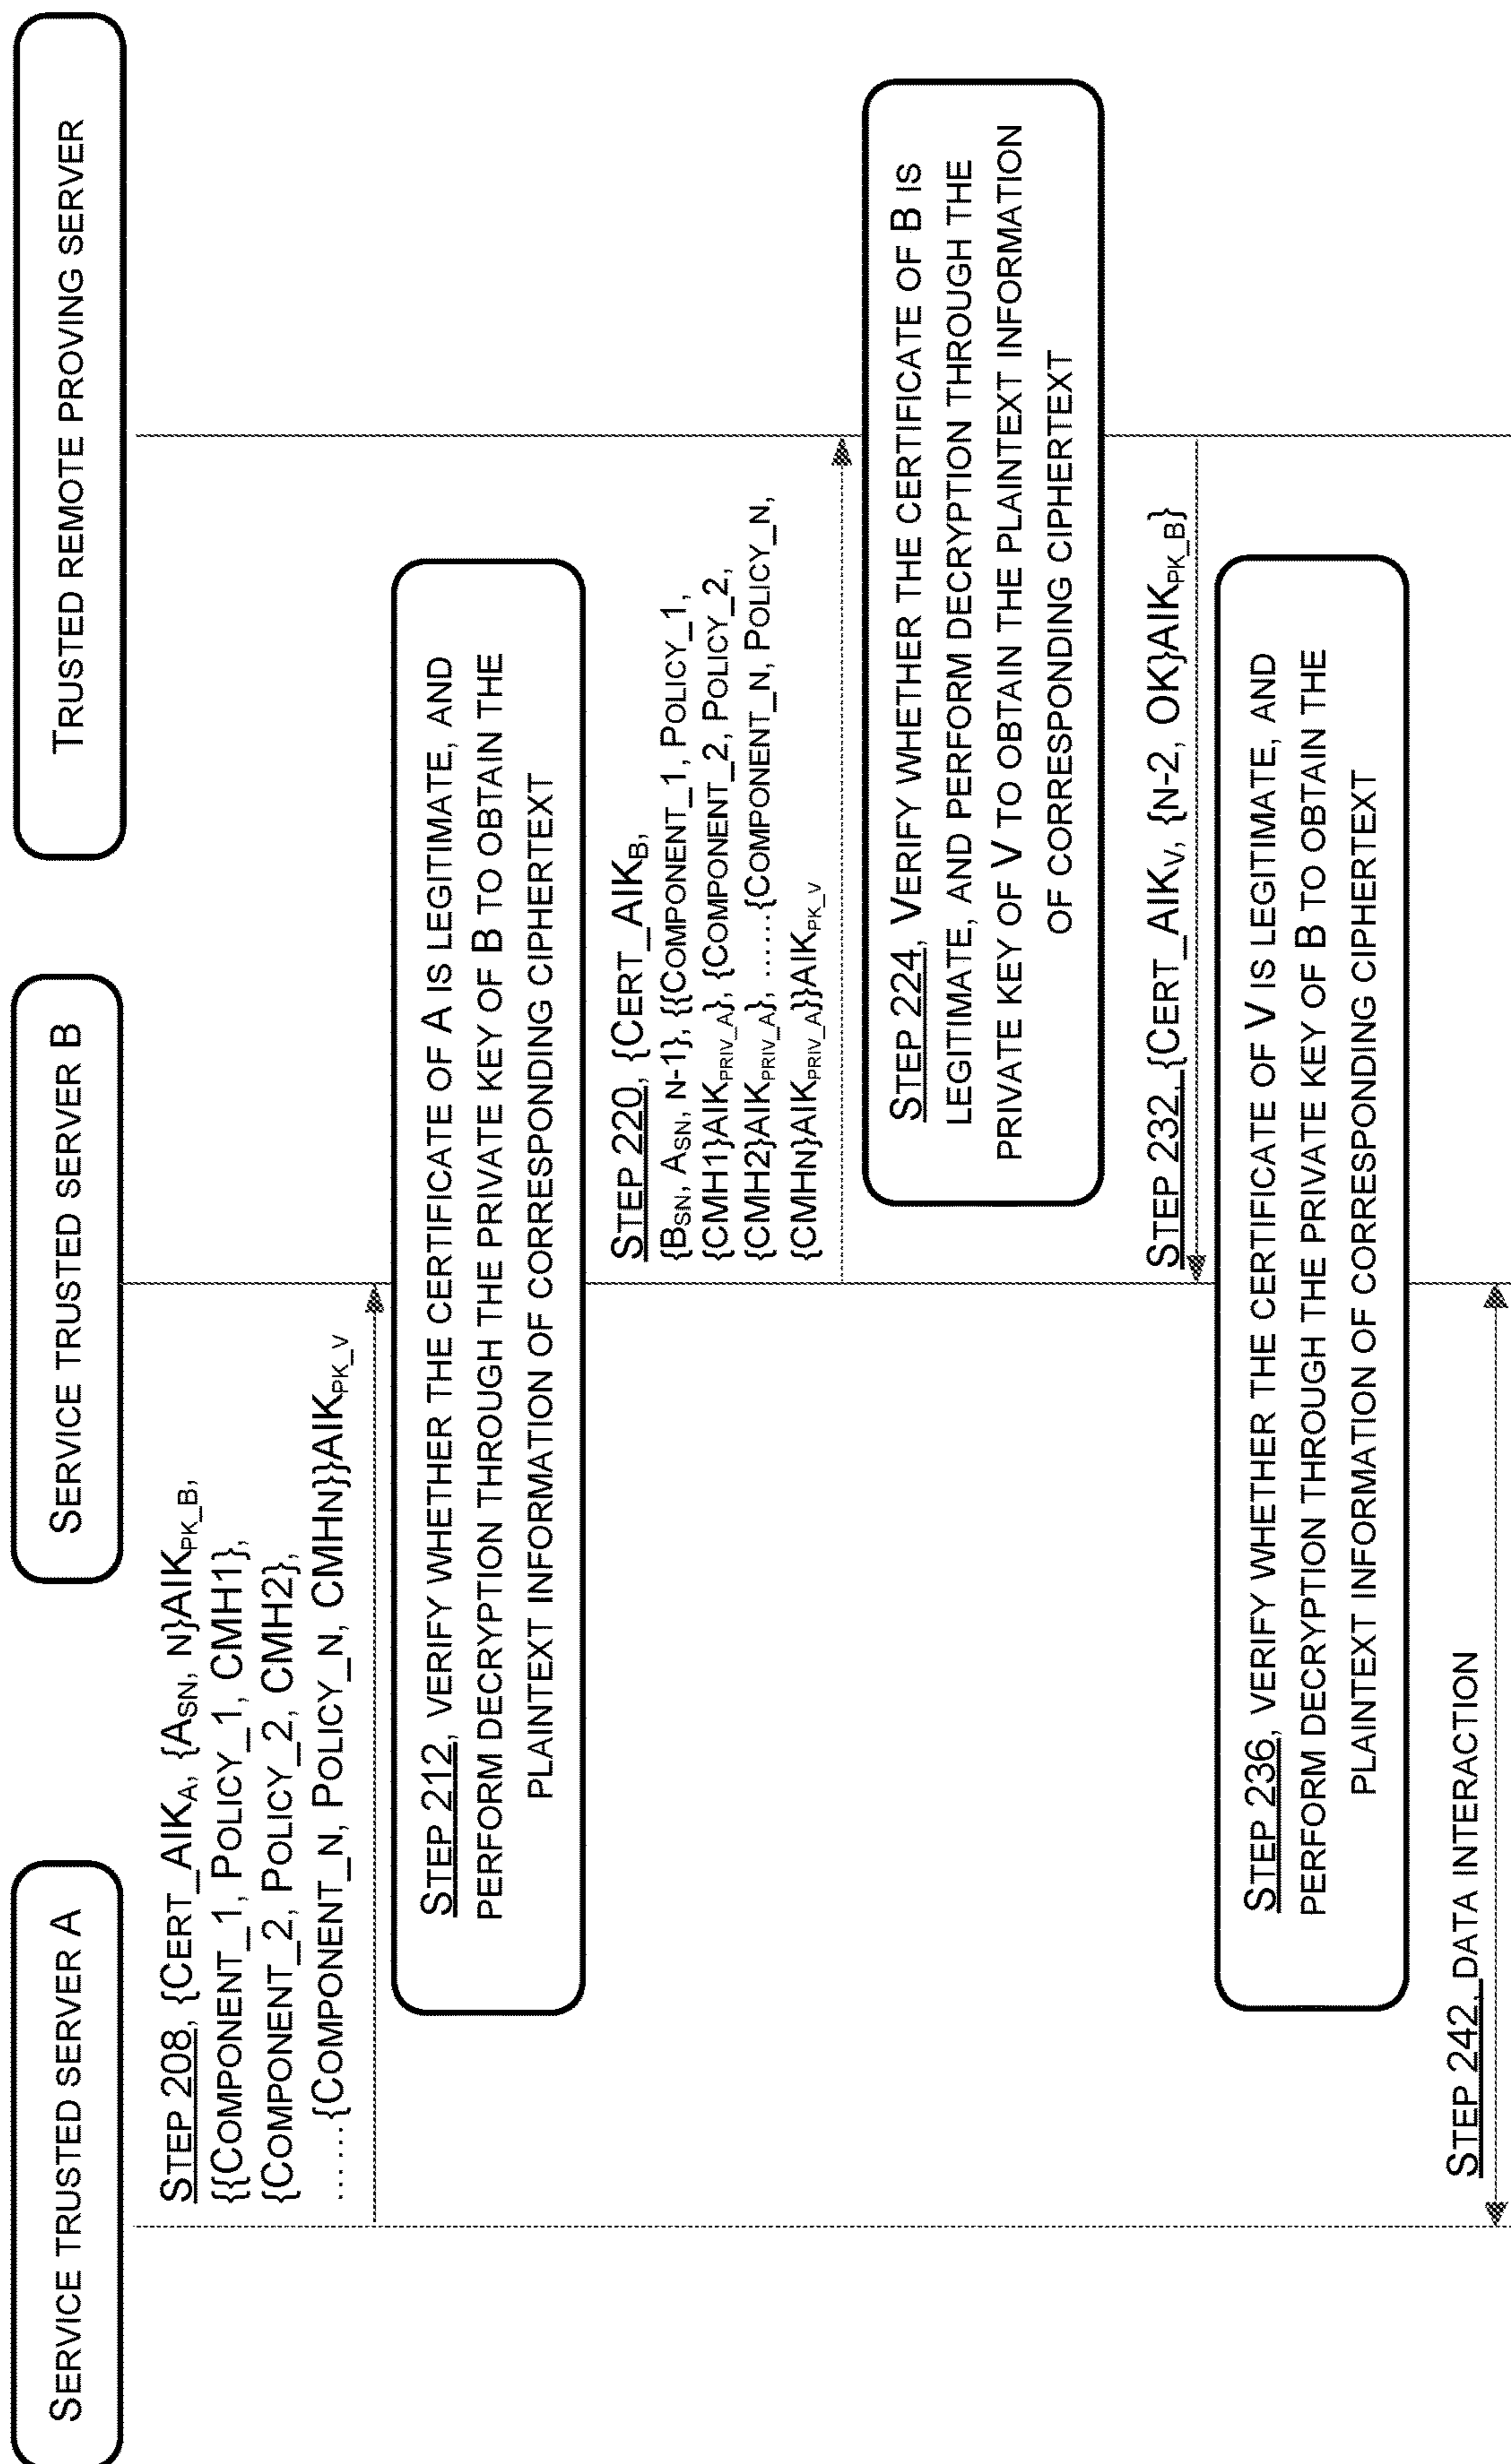 Service trusted server A
Service trusted server B
Trusted remote proving server
Step 208, {Cert_AIKA, {ASN, N}AIKPK_B,
{{Component_1, Policy_1, CMH1},
{Component_2, Policy_2, CMH2},
……{Component_N, Policy_N, CMHn}}AIKPK_V
Step 212, verify whether the certificate of A is legitimate, and
perform decryption through the private key of B to obtain the
plaintext information of corresponding ciphertext
Step 220, {Cert_AIKB,
{BSN, ASN, N-1}, {{Component_1, Policy_1,
{CMH1}AIKPRIV_A}, {Component_2, Policy_2,
{CMH2}AIKPRIV_A}, ……{Component_N, Policy_N,
{CMHn}AIKPRIV_A}}AIKPK_V
Step 224, Verify whether the certificate of B is
legitimate, and perform decryption through the
private key of V to obtain the plaintext information
of corresponding ciphertext
Step 232, {Cert_AIKV, {N-2, OK}AIKPK_B}
Step 236, verify whether the certificate of V is legitimate, and
perform decryption through the private key of B to obtain the
plaintext information of corresponding ciphertext
Step 242, data interaction